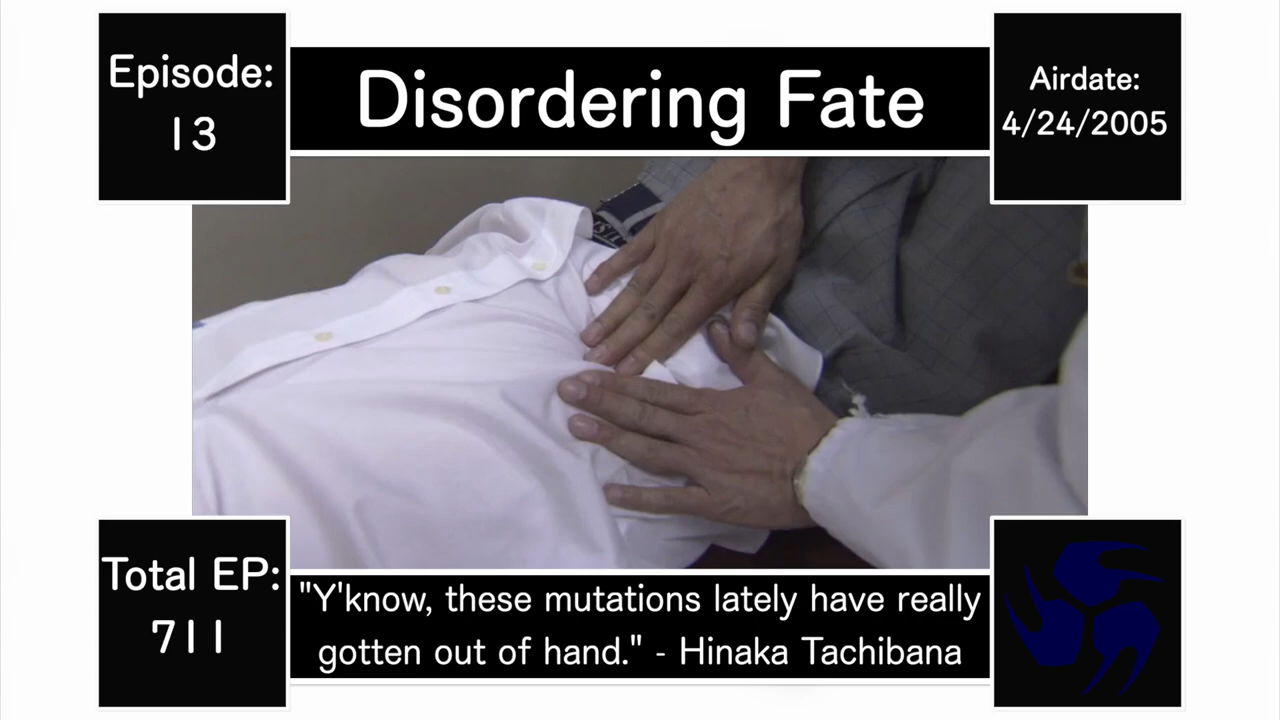 Episode:
13
Disordering Fate
Airdate:
4/24/2005
Total EP:
711
"Y'know, these mutations lately have really
gotten out of hand." - Hinaka Tachibana